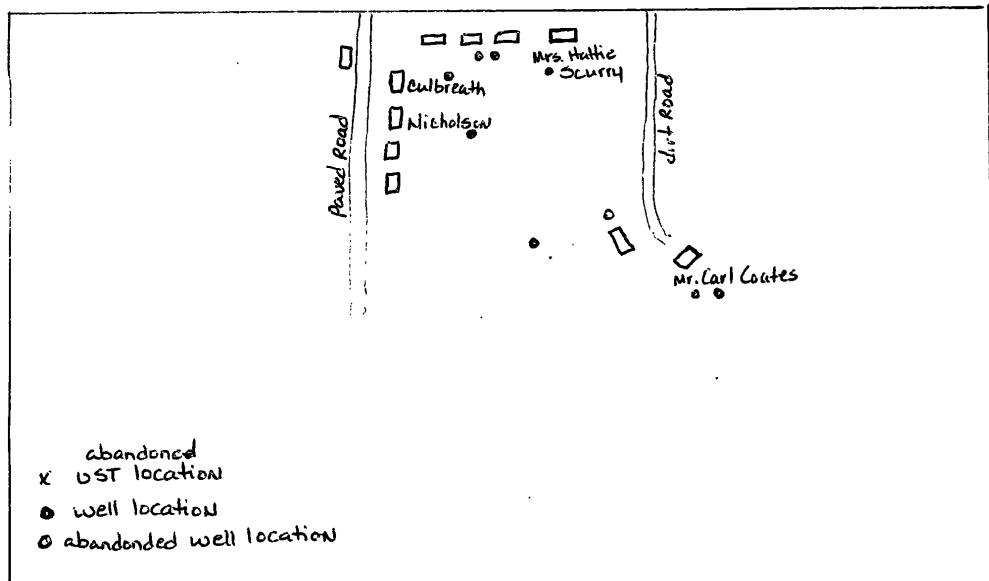 Mrs. Hattie
Scurry
Culbreath
Nicholson
Paved Road
dirt Road
Mr. Carl Coates
abandoned
x UST location
well location
abandonded well location